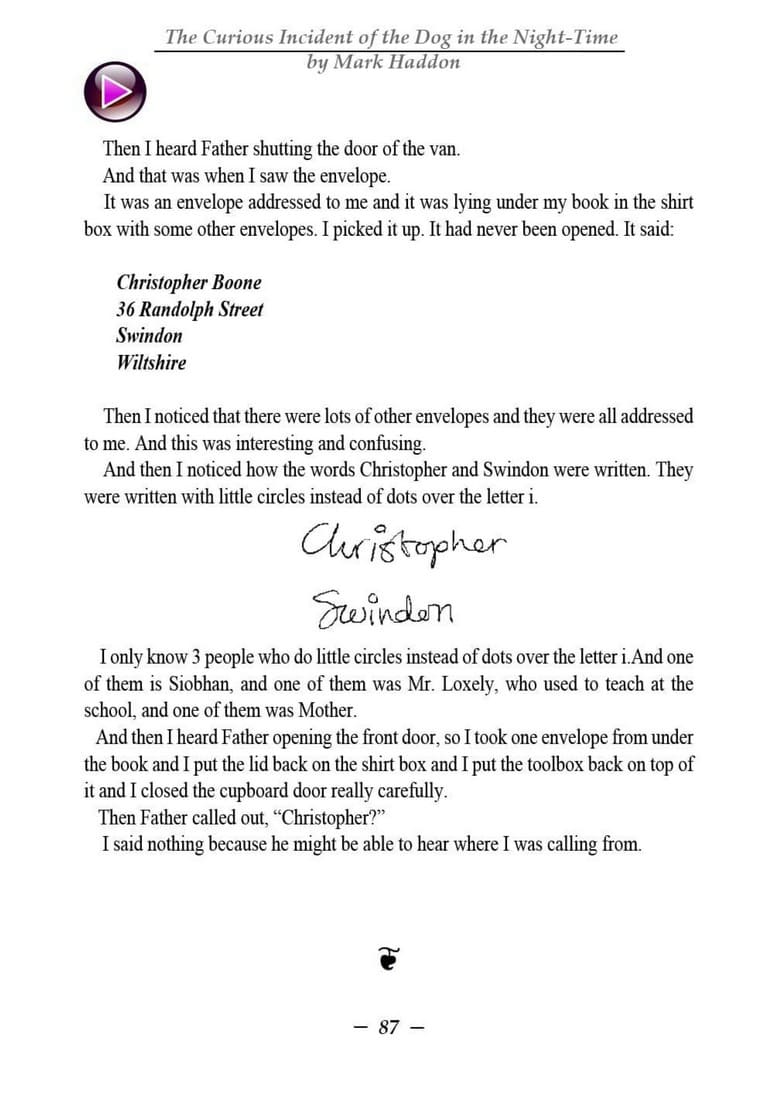 The Curious Incident of the Dog in the Night-Time
by Mark Haddon
Then I heard Father shutting the door of the van.
And that was when I saw the envelope.
It was an envelope addressed to me and it was lying under my book in the shirt
box with some other envelopes. I picked it up. It had never been opened. It said:
Christopher Boone
36 Randolph Street
Swindon
Wiltshire
Then I noticed that there were lots of other envelopes and they were all addressed
to me. And this was interesting and confusing.
And then I noticed how the words Christopher and Swindon were written. They
were written with little circles instead of dots over the letter i.
Christopher
Swindon
I only know 3 people who do little circles instead of dots over the letter i.And one
of them is Siobhan, and one of them was Mr. Loxely, who used to teach at the
school, and one of them was Mother.
And then I heard Father opening the front door, so I took one envelope from under
the book and I put the lid back on the shirt box and I put the toolbox back on top of
it and I closed the cupboard door really carefully.
Then Father called out, “Christopher?”
I said nothing because he might be able to hear where I was calling from.
– 87 –